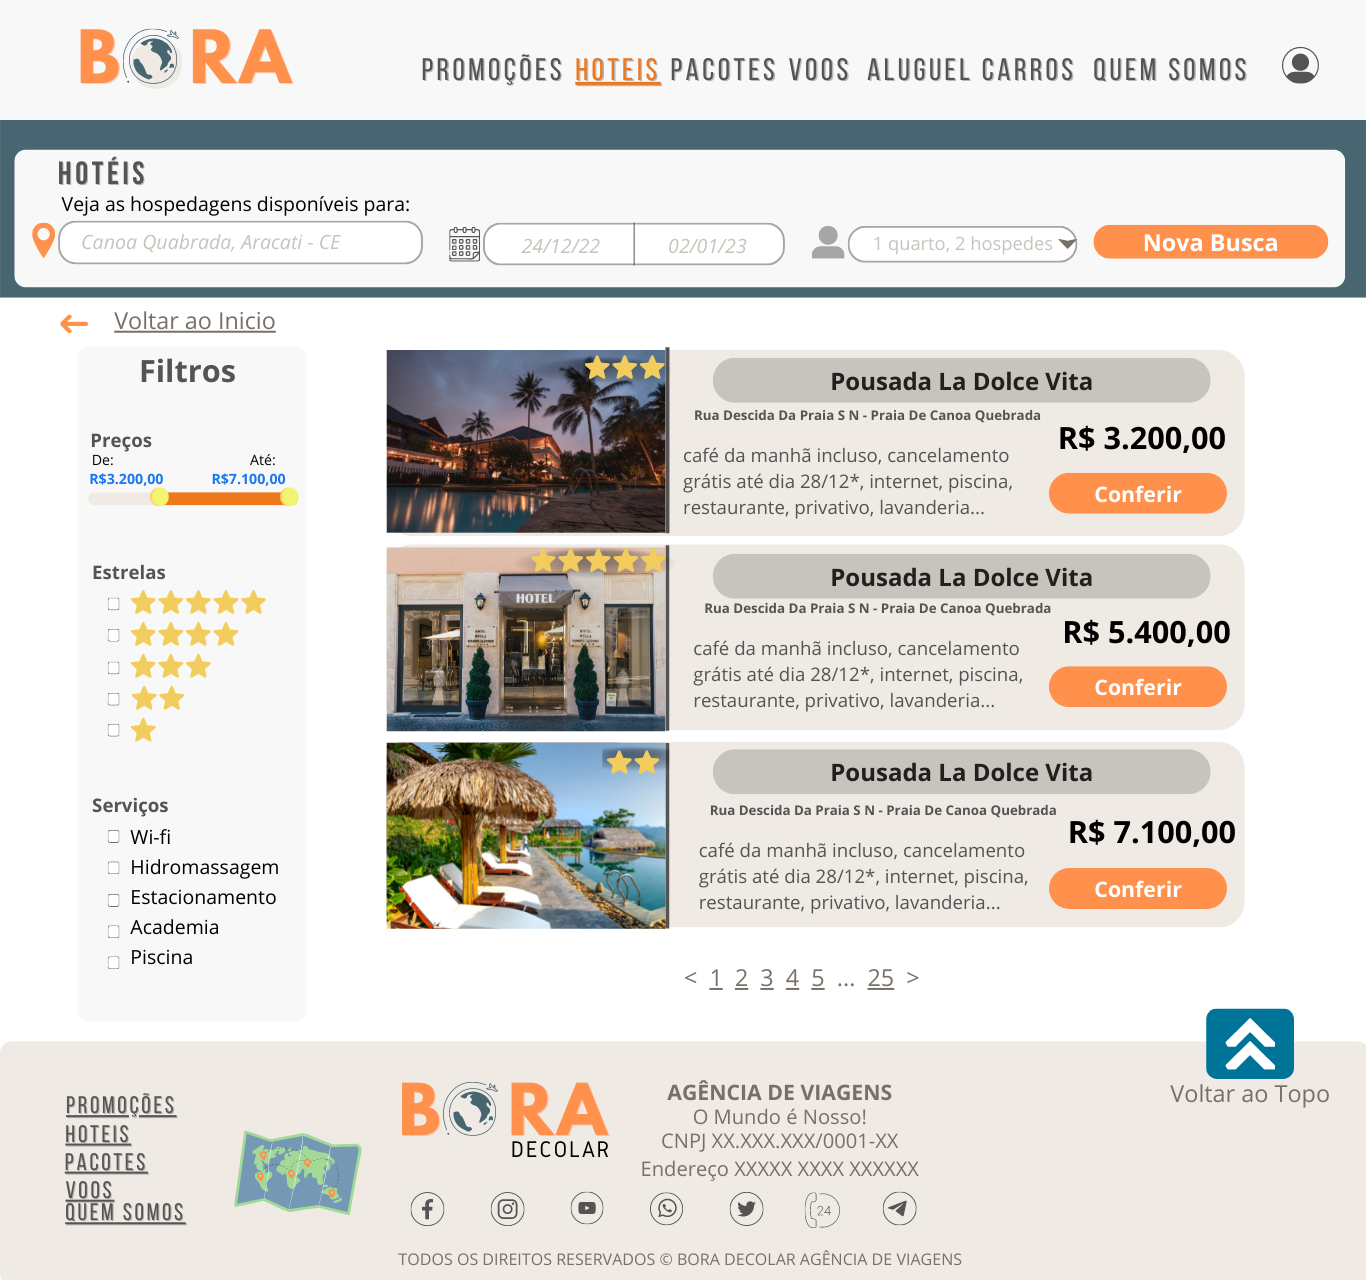 BORA
PROMOÇÕES HOTEIS PACOTES VOOS ALUGUEL CARROS QUEM SOMOS
HOTÉIS
Veja as hospedagens disponíveis para:
Canoa Quabrada, Aracati - CE
24/12/22
02/01/23
1 quarto, 2 hospedes
Nova Busca
Voltar ao Inicio
Filtros
Preços
De: Até:
R$3.200,00 R$7.100,00
Estrelas
Serviços
Wi-fi
Hidromassagem
Estacionamento
Academia
Piscina
Pousada La Dolce Vita
Rua Descida Da Praia S N - Praia De Canoa Quebrada
R$ 3.200,00
café da manhã incluso, cancelamento
grátis até dia 28/12*, internet, piscina,
restaurante, privativo, lavanderia...
Conferir
HOTEL
Pousada La Dolce Vita
Rua Descida Da Praia S N - Praia De Canoa Quebrada
R$ 5.400,00
café da manhã incluso, cancelamento
grátis até dia 28/12*, internet, piscina,
restaurante, privativo, lavanderia...
Conferir
Pousada La Dolce Vita
Rua Descida Da Praia S N - Praia De Canoa Quebrada
R$ 7.100,00
café da manhã incluso, cancelamento
grátis até dia 28/12*, internet, piscina,
restaurante, privativo, lavanderia...
Conferir
< 1 2 3 4 5 ... 25 >
Voltar ao Topo
PROMOÇÕES
HOTEIS
PACOTES
VOOS
QUEM SOMOS
BORA
DECOLAR
AGÊNCIA DE VIAGENS
O Mundo é Nosso!
CNPJ XX.XXX.XXX/0001-XX
Endereço XXXXX XXXX XXXXXX
24
TODOS OS DIREITOS RESERVADOS © BORA DECOLAR AGÊNCIA DE VIAGENS